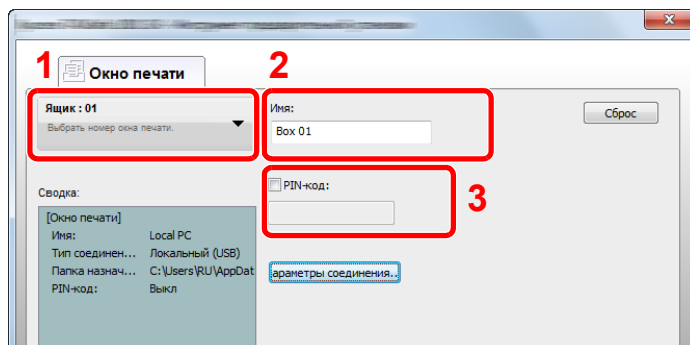 1
Окно печати
2
Ящик : 01
Выбрать номер окна печати.
Имя:
Box 01
Сброс
PIN-код:
3
Сводка:
[Окно печати]
Имя: Local PC
Тип соединен... Локальный (USB)
Папка назнач... C:\Users\RU\AppDat
PIN-код: Выкл
араметры соединения..